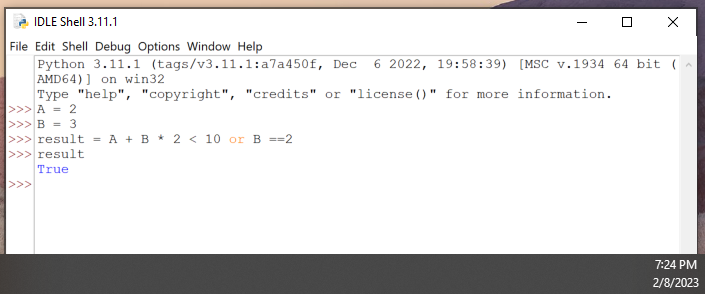 IDLE Shell 3.11.1
File Edit Shell Debug Options Window Help
Python 3.11.1 (tags/v3.11.1:a7a450f, Dec  6 2022, 19:58:39) [MSC v.1934 64 bit (
AMD64)] on win32
Type "help", "copyright", "credits" or "license()" for more information.
>>> A = 2
>>> B = 3
>>> result = A + B * 2 < 10 or B ==2
>>> result
True
>>>
7:24 PM
2/8/2023